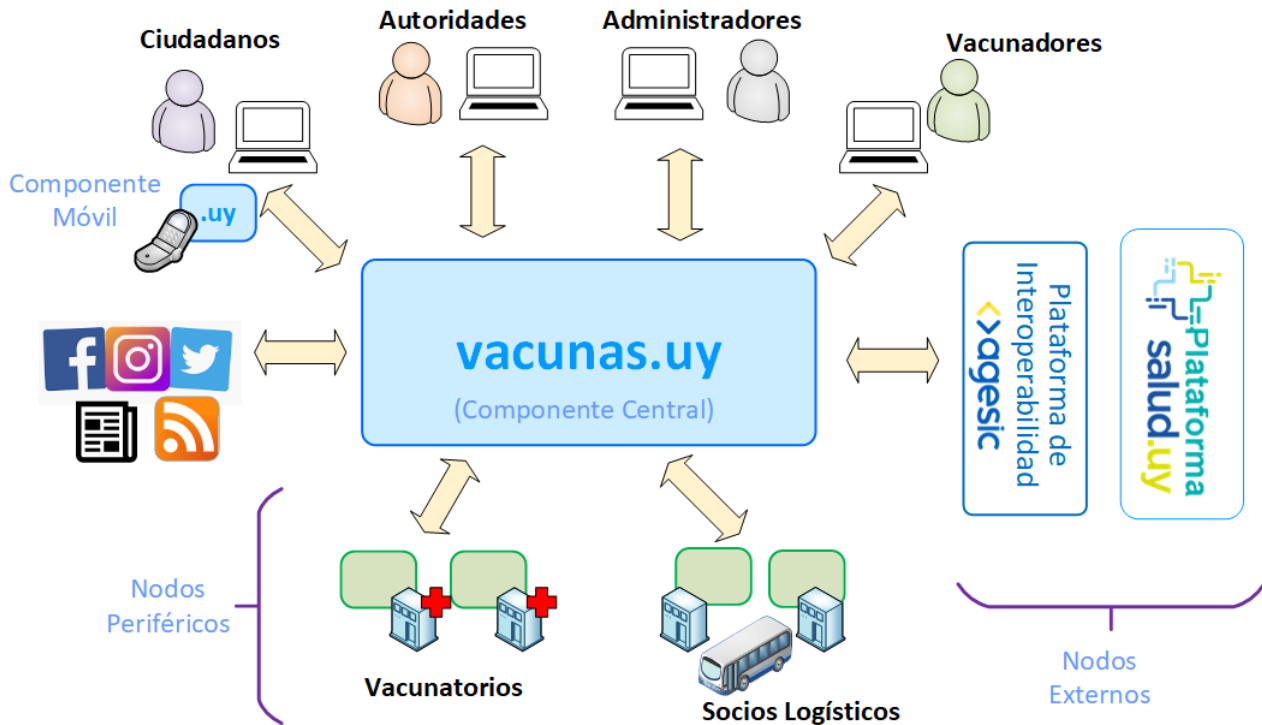 Ciudadanos
Autoridades
Administradores
Vacunadores
Componente
Móvil
.uy
vacunas.uy
(Componente Central)
Plataforma de
Interoperabilidad
agesic
Plataforma
salud.uy
Nodos
Periféricos
Vacunatorios
Socios Logísticos
Nodos
Externos